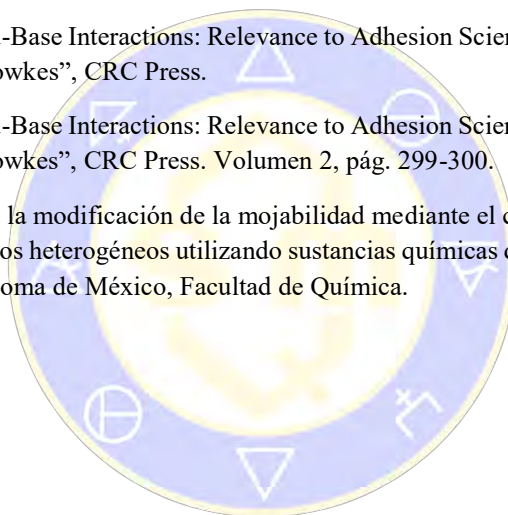 -Base Interactions: Relevance to Adhesion Scien
owkes”, CRC Press.
-Base Interactions: Relevance to Adhesion Scien
owkes”, CRC Press. Volumen 2, pág. 299-300.
la modificación de la mojabilidad mediante el c
os heterogéneos utilizando sustancias químicas
oma de México, Facultad de Química.